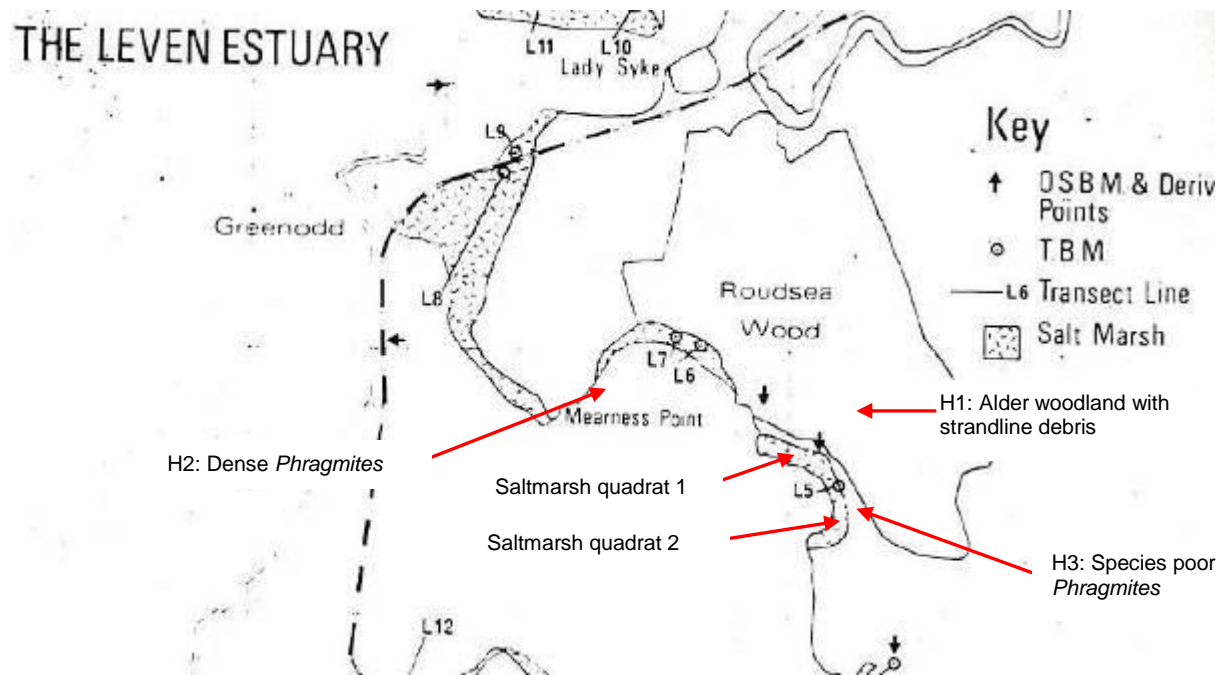 THE LEVEN ESTUARY
L11
L10
Lady Syke
L9
Greenodd
L8
Key
O.S.B.M. & Deriv
Points
T.B.M.
L6 Transect Line
Salt Marsh
Roudsea
Wood
L7
L6
Mearness Point
H1: Alder woodland with
strandline debris
H2: Dense Phragmites
Saltmarsh quadrat 1
L5
Saltmarsh quadrat 2
H3: Species poor
Phragmites
L12